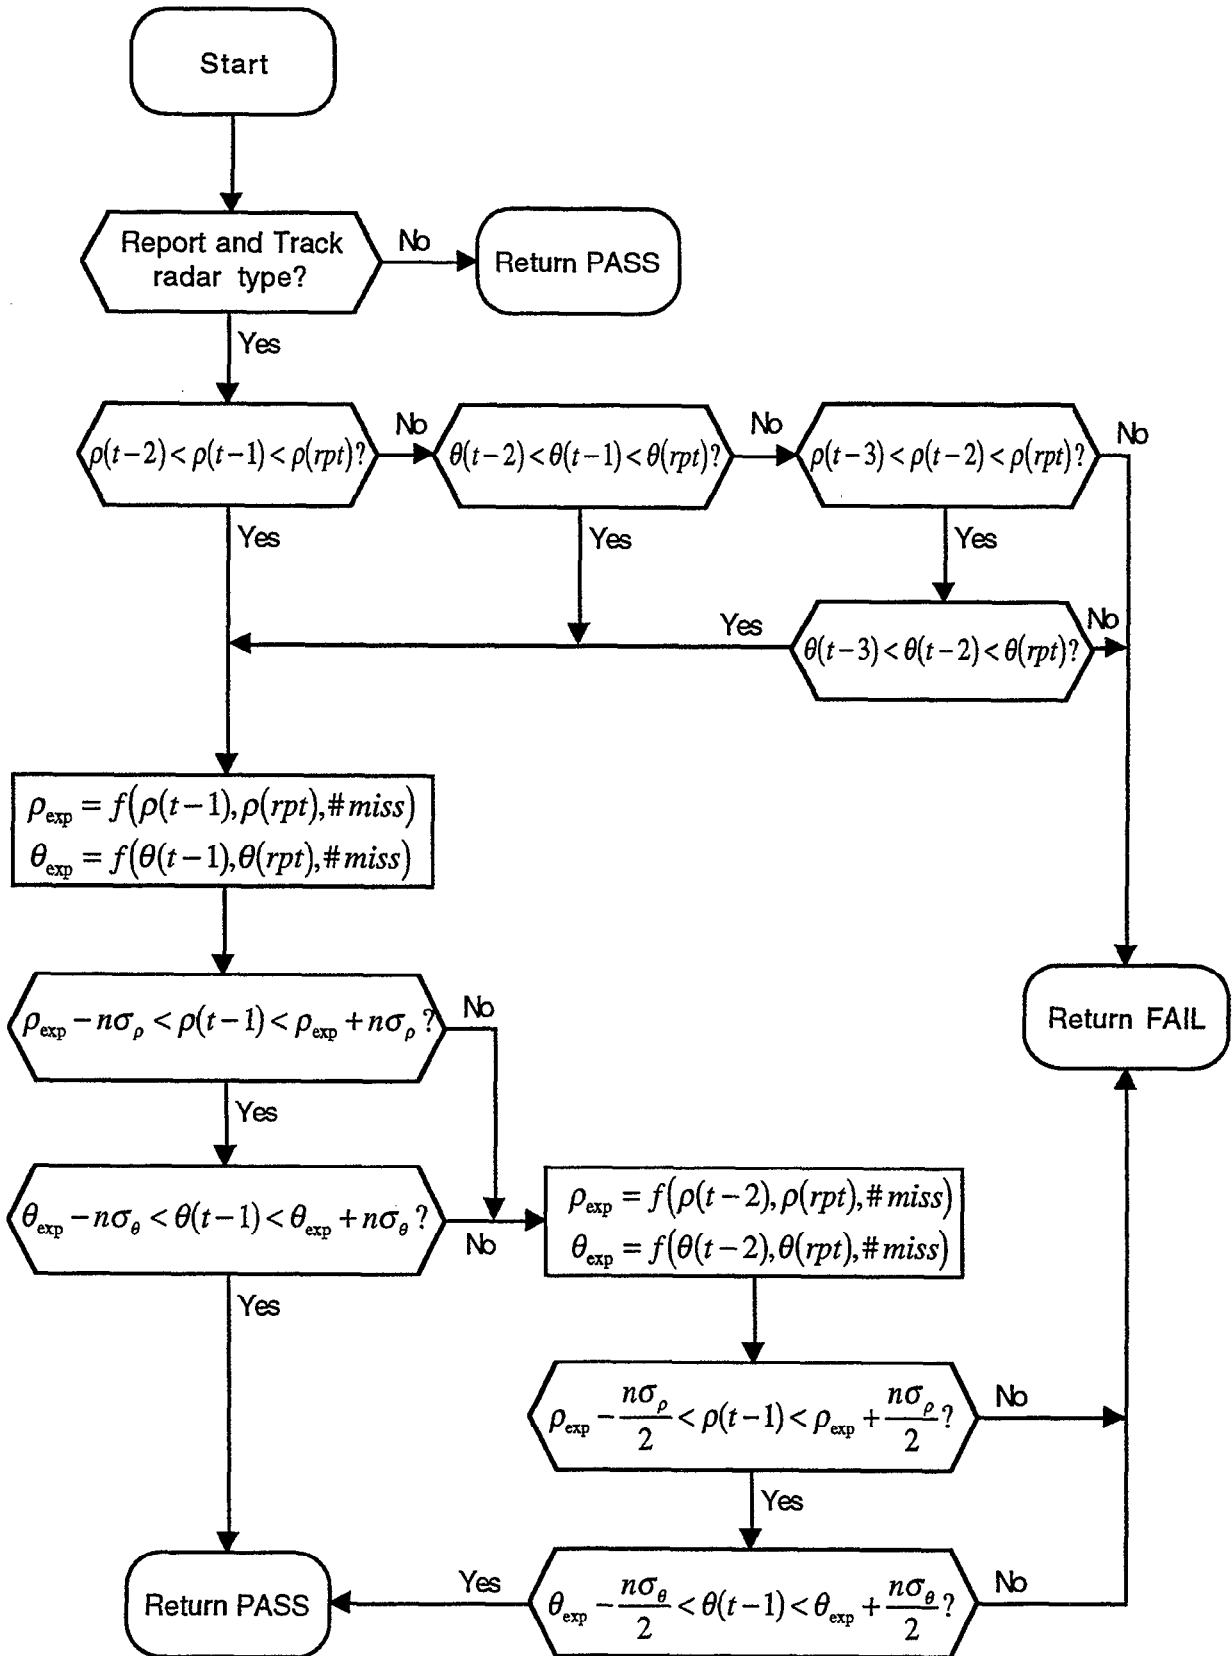 Start
Report and Track
radar type?
No
Return PASS
Yes
ρ(t−2) < ρ(t−1) < ρ(rpt)?
No
θ(t−2) < θ(t−1) < θ(rpt)?
No
ρ(t−3) < ρ(t−2) < ρ(rpt)?
No
Yes
Yes
Yes
Yes
θ(t−3) < θ(t−2) < θ(rpt)?
No
ρ_exp = f(ρ(t−1), ρ(rpt), # miss)
θ_exp = f(θ(t−1), θ(rpt), # miss)
ρ_exp − nσ_ρ < ρ(t−1) < ρ_exp + nσ_ρ ?
No
Return FAIL
Yes
θ_exp − nσ_θ < θ(t−1) < θ_exp + nσ_θ ?
No
ρ_exp = f(ρ(t−2), ρ(rpt), # miss)
θ_exp = f(θ(t−2), θ(rpt), # miss)
Yes
ρ_exp − nσ_ρ/2 < ρ(t−1) < ρ_exp + nσ_ρ/2 ?
No
Yes
Return PASS
Yes
θ_exp − nσ_θ/2 < θ(t−1) < θ_exp + nσ_θ/2 ?
No